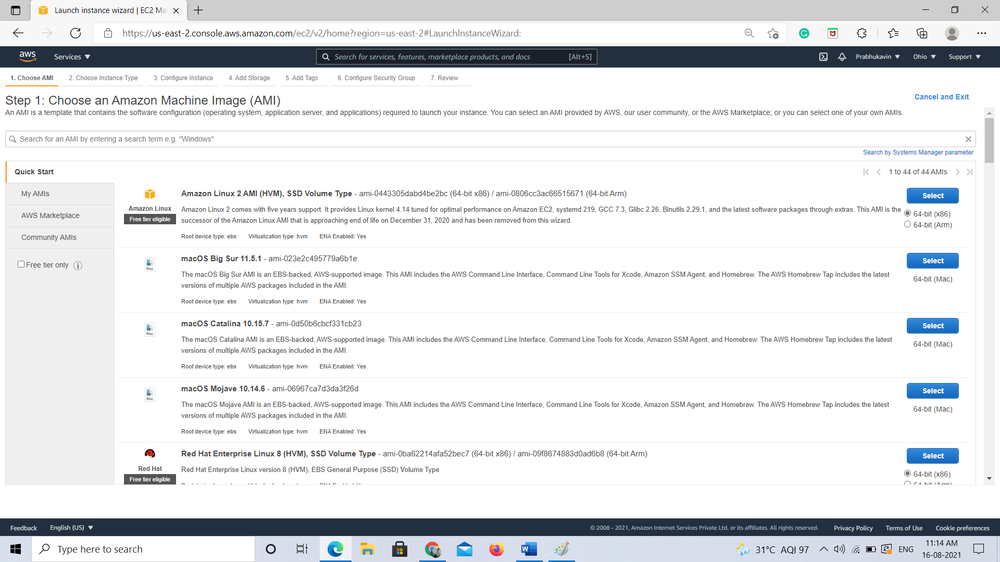 Launch instance wizard | EC2 Ma
https://us-east-2.console.aws.amazon.com/ec2/v2/home?region=us-east-2#LaunchInstanceWizard:
aws
Services
Search for services, features, marketplace products, and docs [Alt+S]
Prabhukavin
Ohio
Support
1. Choose AMI
2. Choose Instance Type
3. Configure Instance
4. Add Storage
5. Add Tags
6. Configure Security Group
7. Review
Step 1: Choose an Amazon Machine Image (AMI)
Cancel and Exit
An AMI is a template that contains the software configuration (operating system, application server, and applications) required to launch your instance. You can select an AMI provided by AWS, our user community, or the AWS Marketplace; or you can select one of your own AMIs.
Search for an AMI by entering a search term e.g. "Windows"
Search by Systems Manager parameter
Quick Start
My AMIs
AWS Marketplace
Community AMIs
Free tier only
1 to 44 of 44 AMIs
Amazon Linux
Free tier eligible
Amazon Linux 2 AMI (HVM), SSD Volume Type - ami-0443305dabd4be2bc (64-bit x86) / ami-0806cc3ac66515671 (64-bit Arm)
Amazon Linux 2 comes with five years support. It provides Linux kernel 4.14 tuned for optimal performance on Amazon EC2, systemd 219, GCC 7.3, Glibc 2.26, Binutils 2.29.1, and the latest software packages through extras. This AMI is the
successor of the Amazon Linux AMI that is approaching end of life on December 31, 2020 and has been removed from this wizard.
Root device type: ebs Virtualization type: hvm ENA Enabled: Yes
Select
64-bit (x86)
64-bit (Arm)
Mac
macOS Big Sur 11.5.1 - ami-023e2c495779a6b1e
The macOS Big Sur AMI is an EBS-backed, AWS-supported image. This AMI includes the AWS Command Line Interface, Command Line Tools for Xcode, Amazon SSM Agent, and Homebrew. The AWS Homebrew Tap includes the latest
versions of multiple AWS packages included in the AMI.
Root device type: ebs Virtualization type: hvm ENA Enabled: Yes
Select
64-bit (Mac)
Mac
macOS Catalina 10.15.7 - ami-0d50b6cbcf331cb23
The macOS Catalina AMI is an EBS-backed, AWS-supported image. This AMI includes the AWS Command Line Interface, Command Line Tools for Xcode, Amazon SSM Agent, and Homebrew. The AWS Homebrew Tap includes the latest
versions of multiple AWS packages included in the AMI.
Root device type: ebs Virtualization type: hvm ENA Enabled: Yes
Select
64-bit (Mac)
Mac
macOS Mojave 10.14.6 - ami-06967ca7d3da3f26d
The macOS Mojave AMI is an EBS-backed, AWS-supported image. This AMI includes the AWS Command Line Interface, Command Line Tools for Xcode, Amazon SSM Agent, and Homebrew. The AWS Homebrew Tap includes the latest
versions of multiple AWS packages included in the AMI.
Root device type: ebs Virtualization type: hvm ENA Enabled: Yes
Select
64-bit (Mac)
Red Hat
Free tier eligible
Red Hat Enterprise Linux 8 (HVM), SSD Volume Type - ami-0ba62214afa52bec7 (64-bit x86) / ami-09f8674883d0ad6b8 (64-bit Arm)
Red Hat Enterprise Linux version 8 (HVM), EBS General Purpose (SSD) Volume Type
Select
64-bit (x86)
Feedback
English (US)
© 2008 - 2021, Amazon Internet Services Private Ltd. or its affiliates. All rights reserved.
Privacy Policy
Terms of Use
Cookie preferences
Type here to search
31°C AQI 97
ENG
11:14 AM
16-08-2021